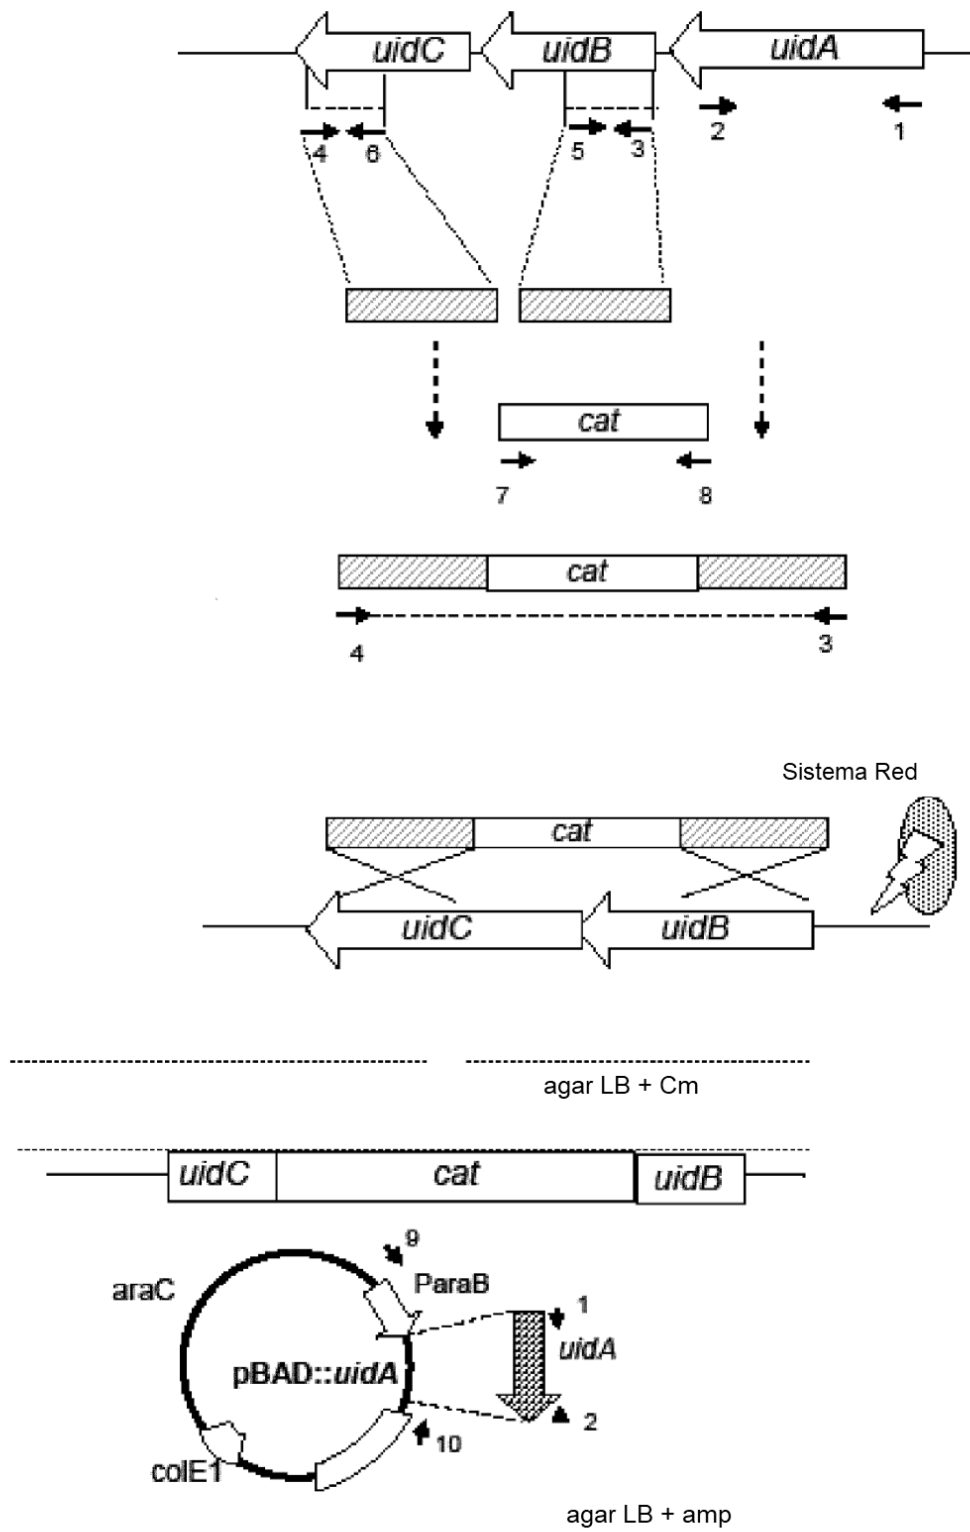 uidC uidB uidA
4 6 5 3 2 1
cat
7 8
cat
4 3
Sistema Red
cat
uidC uidB
agar LB + Cm
uidC cat uidB
9
araC ParaB
1
uidA
pBAD::uidA
2
10
colE1
agar LB + amp